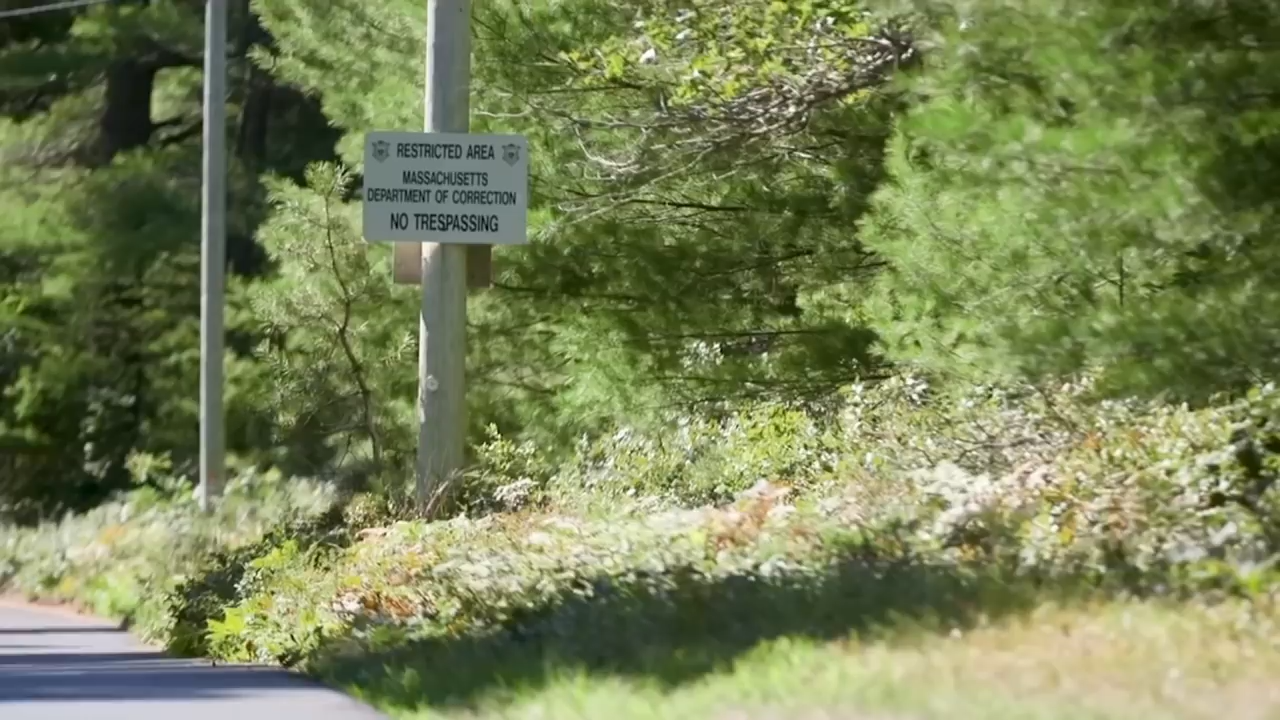 RESTRICTED AREA
MASSACHUSETTS
DEPARTMENT OF CORRECTION
NO TRESPASSING